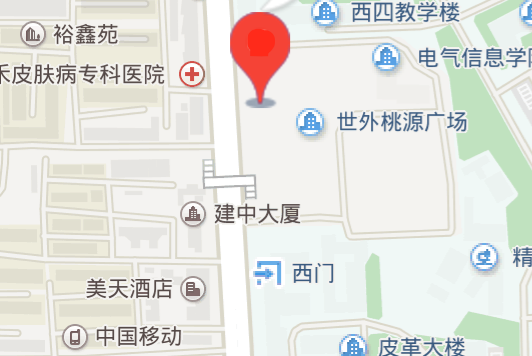 西四教学楼
裕鑫苑
电气信息学
禾皮肤病专科医院
世外桃源广场
建中大厦
西门
精
美天酒店
中国移动
皮革大楼